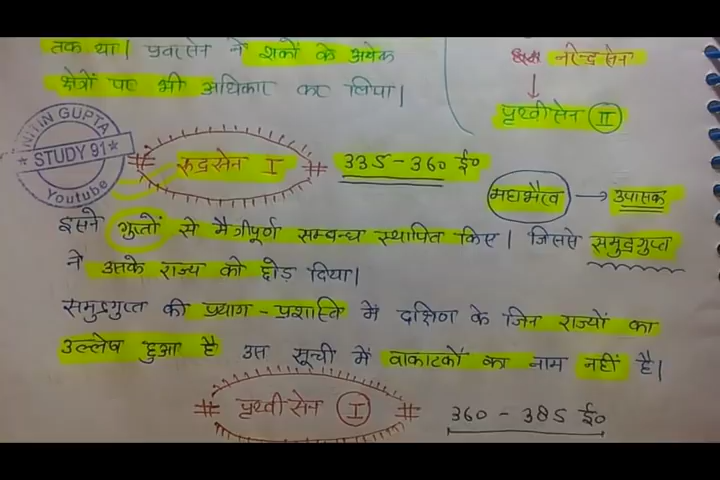 तक था। प्रवरसेन ने शकों के अनेक
क्षेत्रों पर भी अधिकार कर लिया।
नरेन्द्रसेन
↓
पृथ्वीसेन II
NITIN GUPTA
* STUDY 91 *
Youtube
# रुद्रसेन I # 335-360 ई०
महाभैरव → उपासक
इसने गुप्तों से मैत्रीपूर्ण सम्बन्ध स्थापित किए। जिससे समुद्रगुप्त
ने उसके राज्य को छोड़ दिया।
समुद्रगुप्त की प्रयाग-प्रशस्ति में दक्षिण के जिन राज्यों का
उल्लेख हुआ है उस सूची में वाकाटकों का नाम नहीं है।
# पृथ्वीसेन I # 360 - 385 ई०